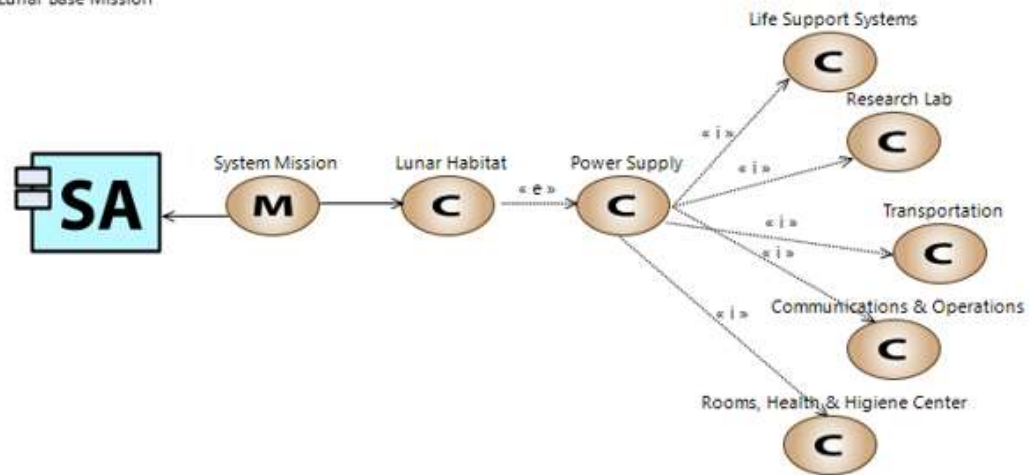 Lunar Base Mission
Life Support Systems
C
« i »
Research Lab
C
« i »
SA
System Mission
M
Lunar Habitat
C
« e »
Power Supply
C
« i »
Transportation
C
« i »
Communications & Operations
C
« i »
Rooms, Health & Higiene Center
C